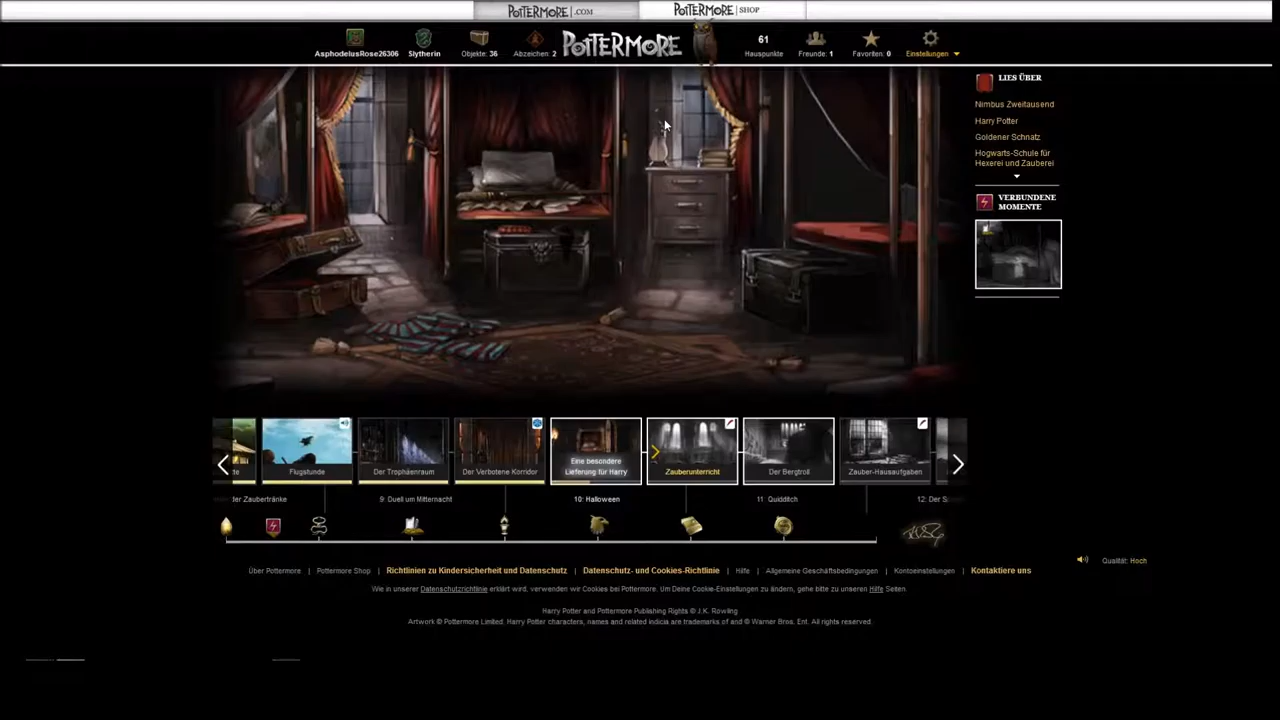 POTTERMORE .COM
POTTERMORE SHOP
AsphodelusRose26306
Slytherin
Objekte: 36
Abzeichen: 2
POTTERMORE
61
Hauspunkte
Freunde: 1
Favoriten: 0
Einstellungen
LIES ÜBER
Nimbus Zweitausend
Harry Potter
Goldener Schnatz
Hogwarts-Schule für
Hexerei und Zauberei
VERBUNDENE
MOMENTE
Flugstunde
Der Trophäenraum
Der Verbotene Korridor
Eine besondere
Lieferung für Harry
Zauberunterricht
Der Bergtroll
Zauber-Hausaufgaben
der Zaubertränke
9: Duell um Mitternacht
10: Halloween
11: Quidditch
12: Der S
Über Pottermore | Pottermore Shop | Richtlinien zu Kindersicherheit und Datenschutz | Datenschutz- und Cookies-Richtlinie | Hilfe | Allgemeine Geschäftsbedingungen | Kontoeinstellungen | Kontaktiere uns
Wie in unserer Datenschutzrichtlinie erklärt wird, verwenden wir Cookies bei Pottermore. Um Deine Cookie-Einstellungen zu ändern, gehe bitte zu unseren Hilfe Seiten.
Harry Potter and Pottermore Publishing Rights © J.K. Rowling
Artwork © Pottermore Limited. Harry Potter characters, names and related indicia are trademarks of and © Warner Bros. Ent. All rights reserved.
Qualität: Hoch